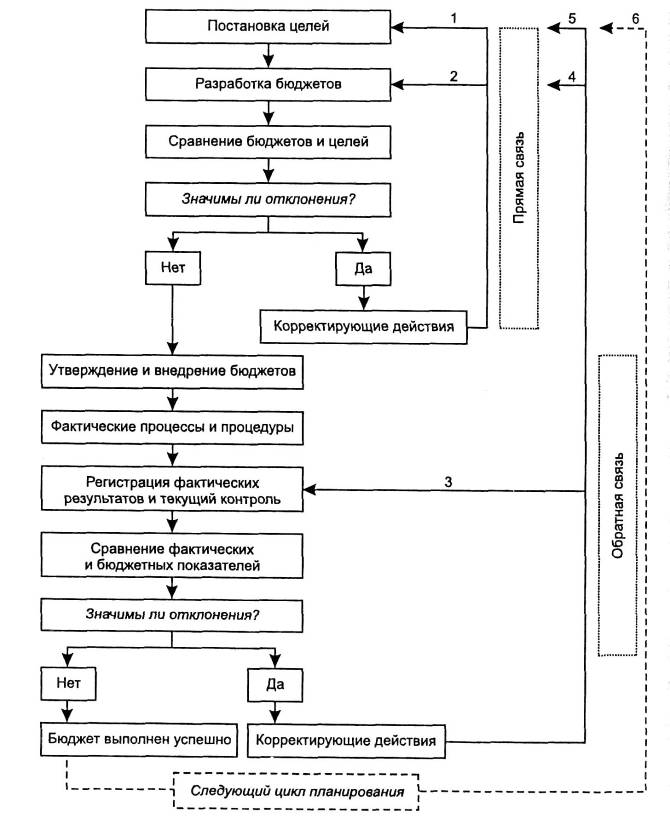 Постановка целей
1
5
6
Разработка бюджетов
2
4
Сравнение бюджетов и целей
Прямая связь
Значимы ли отклонения?
Нет
Да
Корректирующие действия
Утверждение и внедрение бюджетов
Фактические процессы и процедуры
Обратная связь
Регистрация фактических
результатов и текущий контроль
3
Сравнение фактических
и бюджетных показателей
Значимы ли отклонения?
Нет
Да
Бюджет выполнен успешно
Корректирующие действия
Следующий цикл планирования